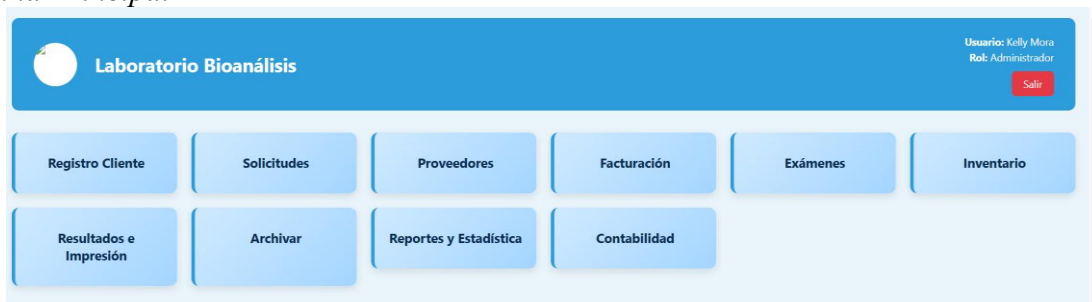 Laboratorio Bioanálisis
Usuario: Kelly Mora
Rol: Administrador
Salir
Registro Cliente
Solicitudes
Proveedores
Facturación
Exámenes
Inventario
Resultados e
Impresión
Archivar
Reportes y Estadística
Contabilidad